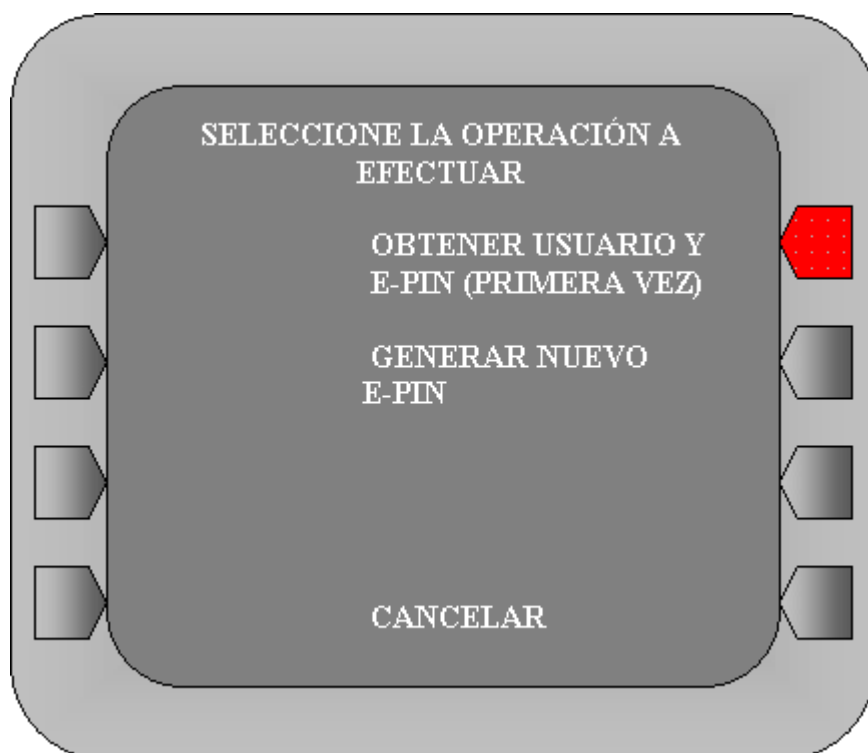 SELECCIONE LA OPERACIÓN A
EFECTUAR
OBTENER USUARIO Y
E-PIN (PRIMERA VEZ)
GENERAR NUEVO
E-PIN
CANCELAR